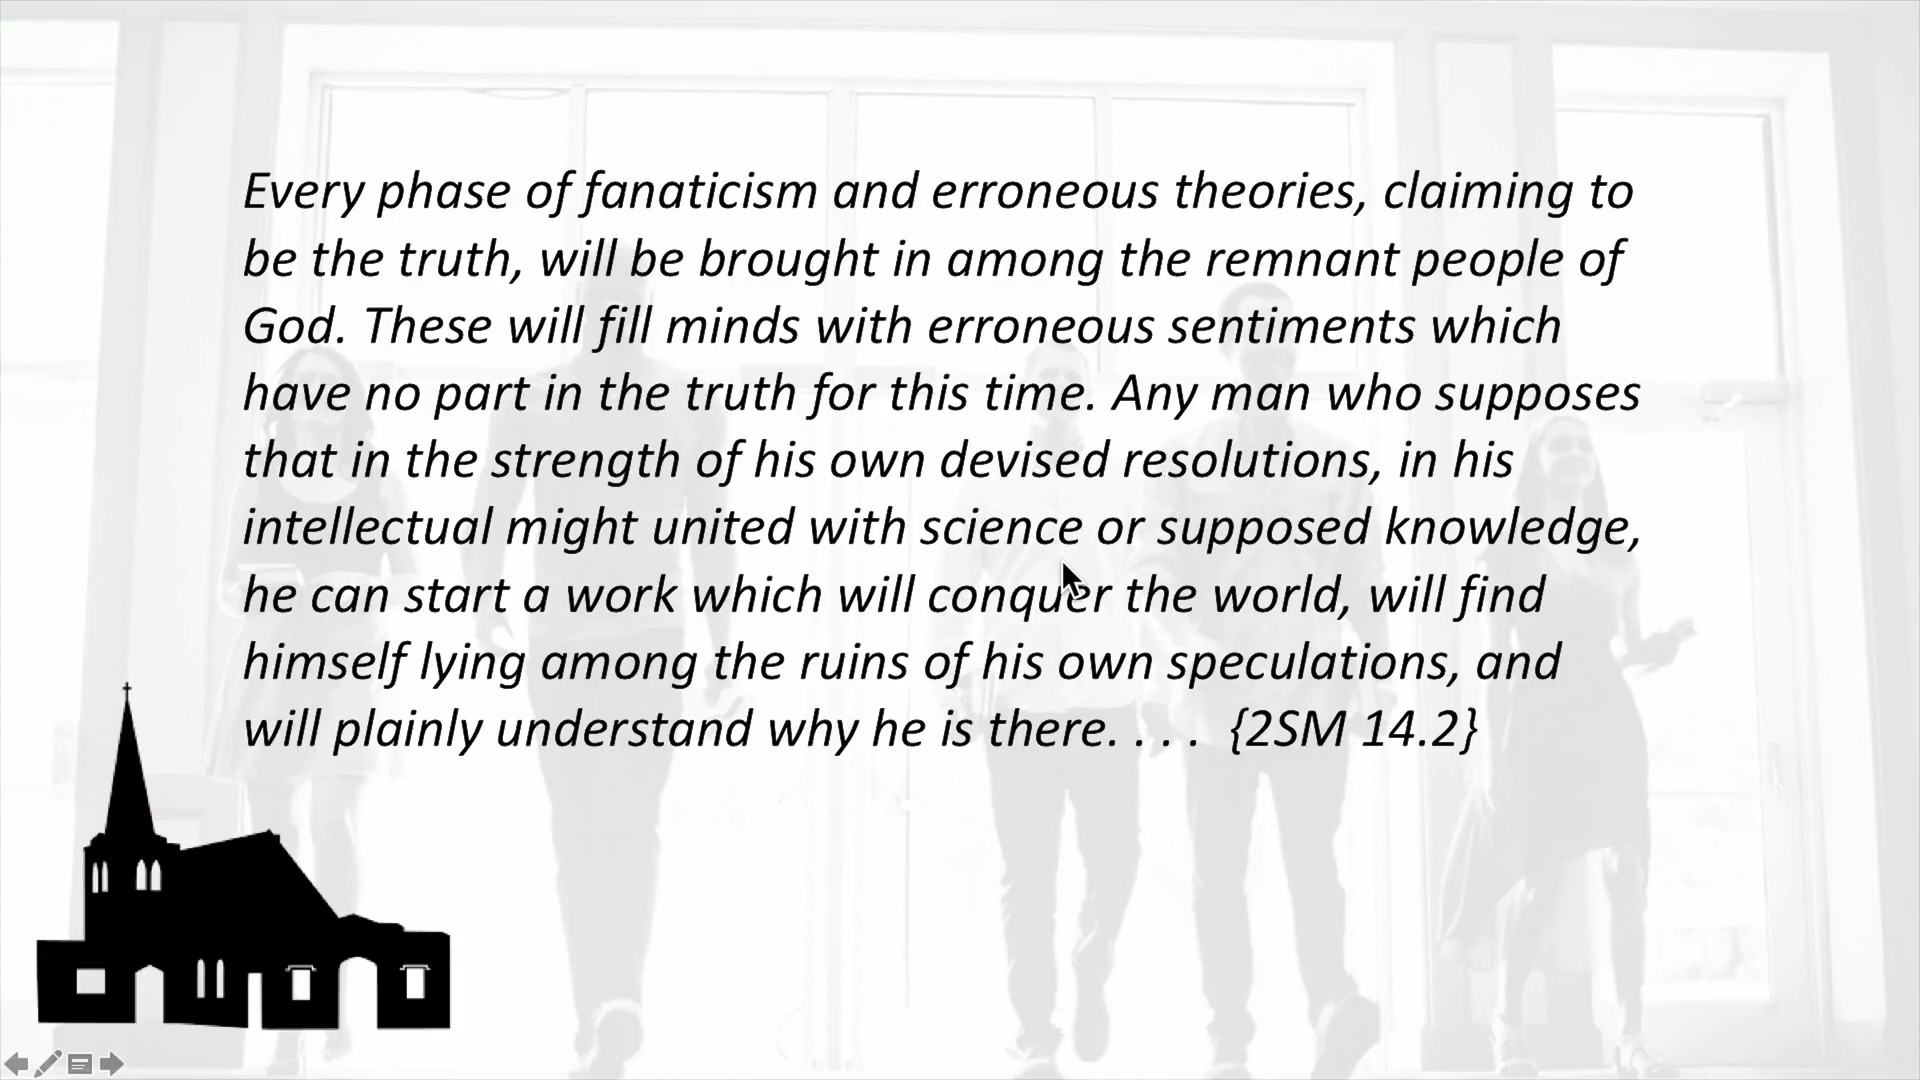 Every phase of fanaticism and erroneous theories, claiming to
be the truth, will be brought in among the remnant people of
God. These will fill minds with erroneous sentiments which
have no part in the truth for this time. Any man who supposes
that in the strength of his own devised resolutions, in his
intellectual might united with science or supposed knowledge,
he can start a work which will conquer the world, will find
himself lying among the ruins of his own speculations, and
will plainly understand why he is there. . . .  {2SM 14.2}